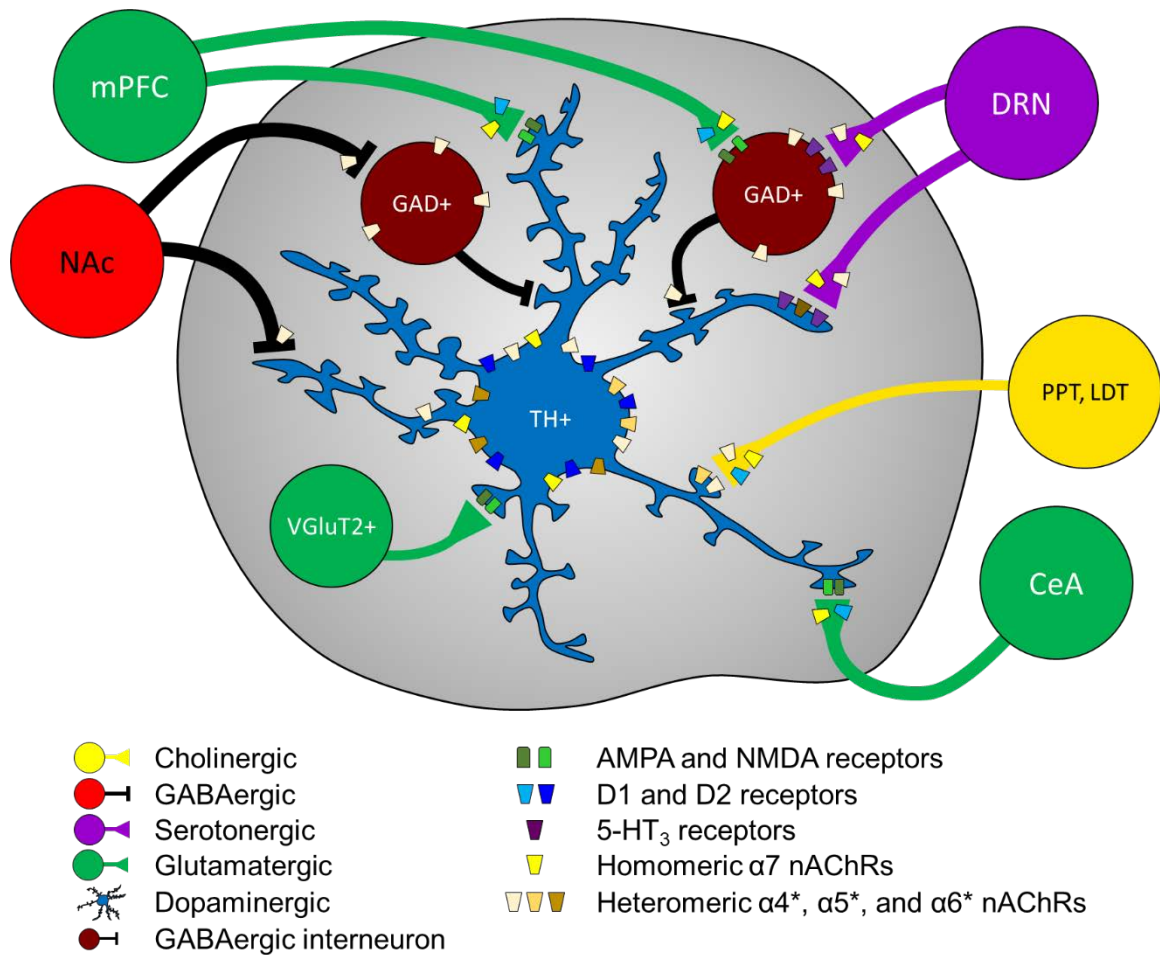 mPFC
DRN
GAD+
GAD+
NAc
TH+
PPT, LDT
VGluT2+
CeA
Cholinergic
GABAergic
Serotonergic
Glutamatergic
Dopaminergic
GABAergic interneuron
AMPA and NMDA receptors
D1 and D2 receptors
5-HT₃ receptors
Homomeric α7 nAChRs
Heteromeric α4*, α5*, and α6* nAChRs